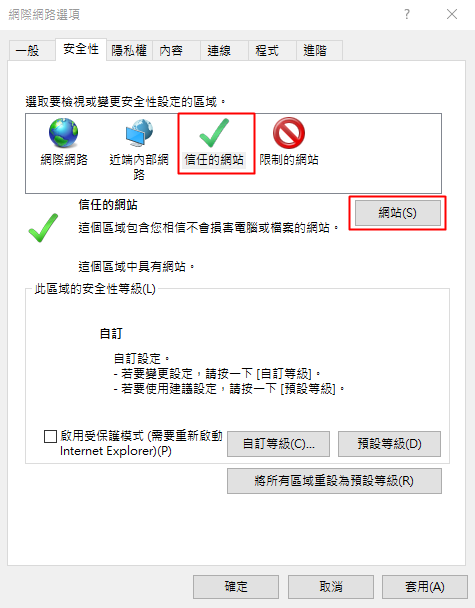 網際網路選項
一般 安全性 隱私權 內容 連線 程式 進階
選取要檢視或變更安全性設定的區域。
網際網路 近端內部網路 信任的網站 限制的網站
信任的網站
網站(S)
這個區域包含您相信不會損害電腦或檔案的網站。
這個區域中具有網站。
此區域的安全性等級(L)
自訂
自訂設定。
- 若要變更設定，請按一下 [自訂等級]。
- 若要使用建議設定，請按一下 [預設等級]。
啟用受保護模式 (需要重新啟動
Internet Explorer)(P)
自訂等級(C)... 預設等級(D)
將所有區域重設為預設等級(R)
確定 取消 套用(A)